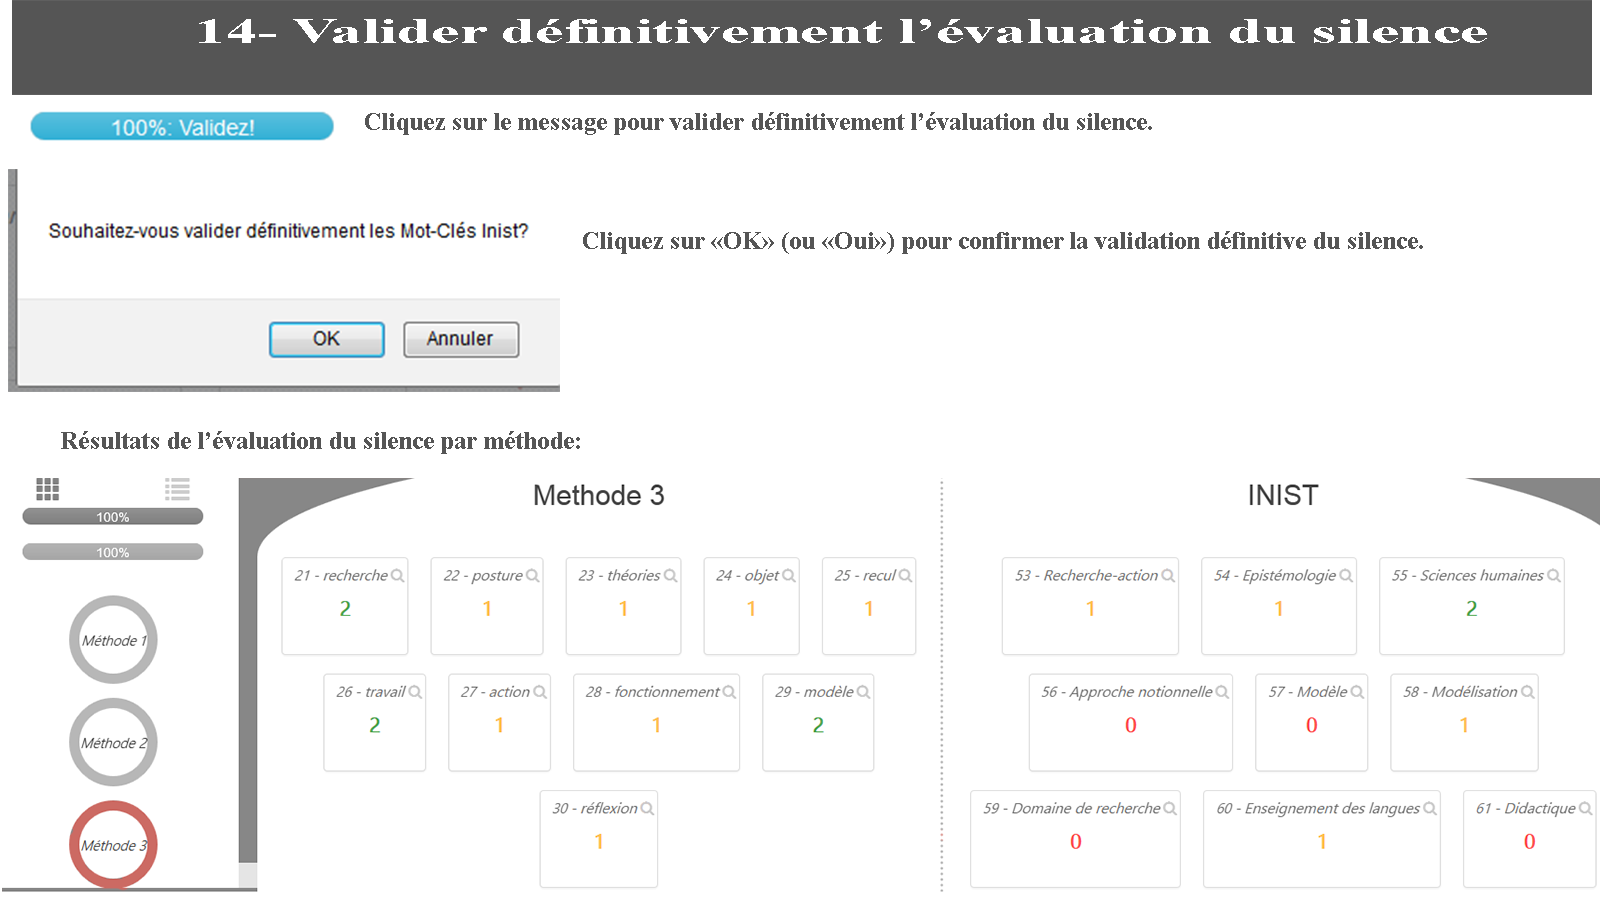 14- Valider définitivement l’évaluation du silence
100%: Validez!
Cliquez sur le message pour valider définitivement l’évaluation du silence.
Souhaitez-vous valider définitivement les Mot-Clés Inist?
Cliquez sur «OK» (ou «Oui») pour confirmer la validation définitive du silence.
OK
Annuler
Résultats de l’évaluation du silence par méthode:
100%
100%
Méthode 1
Méthode 2
Méthode 3
Methode 3
21 - recherche
2
22 - posture
1
23 - théories
1
24 - objet
1
25 - recul
1
26 - travail
2
27 - action
1
28 - fonctionnement
1
29 - modèle
2
30 - réflexion
1
INIST
53 - Recherche-action
1
54 - Epistémologie
1
55 - Sciences humaines
2
56 - Approche notionnelle
0
57 - Modèle
0
58 - Modélisation
1
59 - Domaine de recherche
0
60 - Enseignement des langues
1
61 - Didactique
0